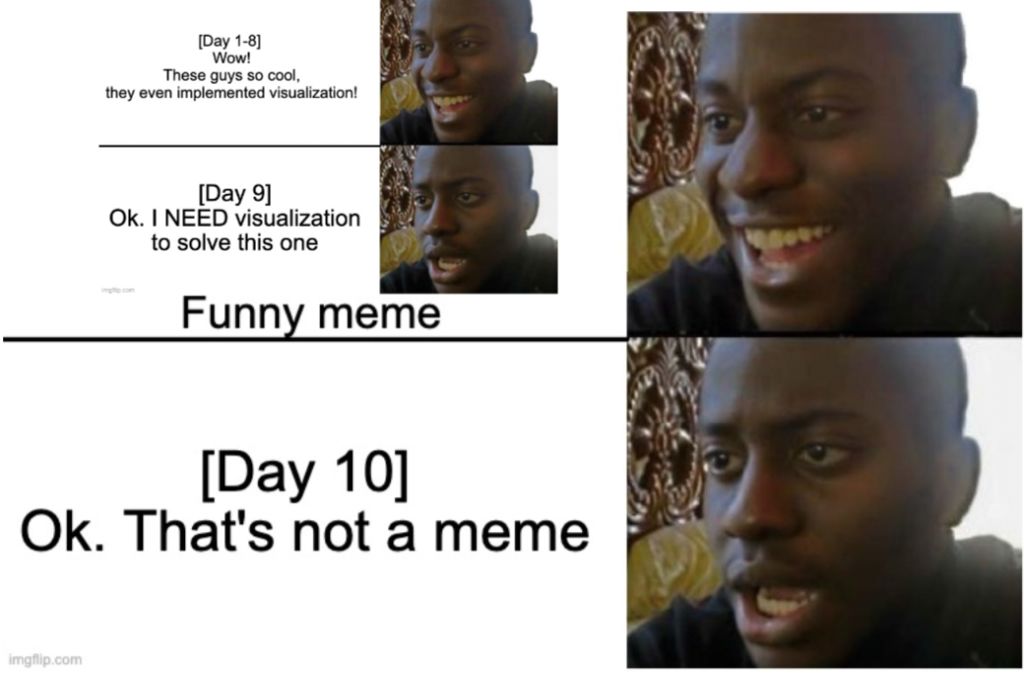 [Day 1-8]
Wow!
These guys so cool,
they even implemented visualization!
[Day 9]
Ok. I NEED visualization
to solve this one
imgflip.com
Funny meme
[Day 10]
Ok. That's not a meme
imgflip.com